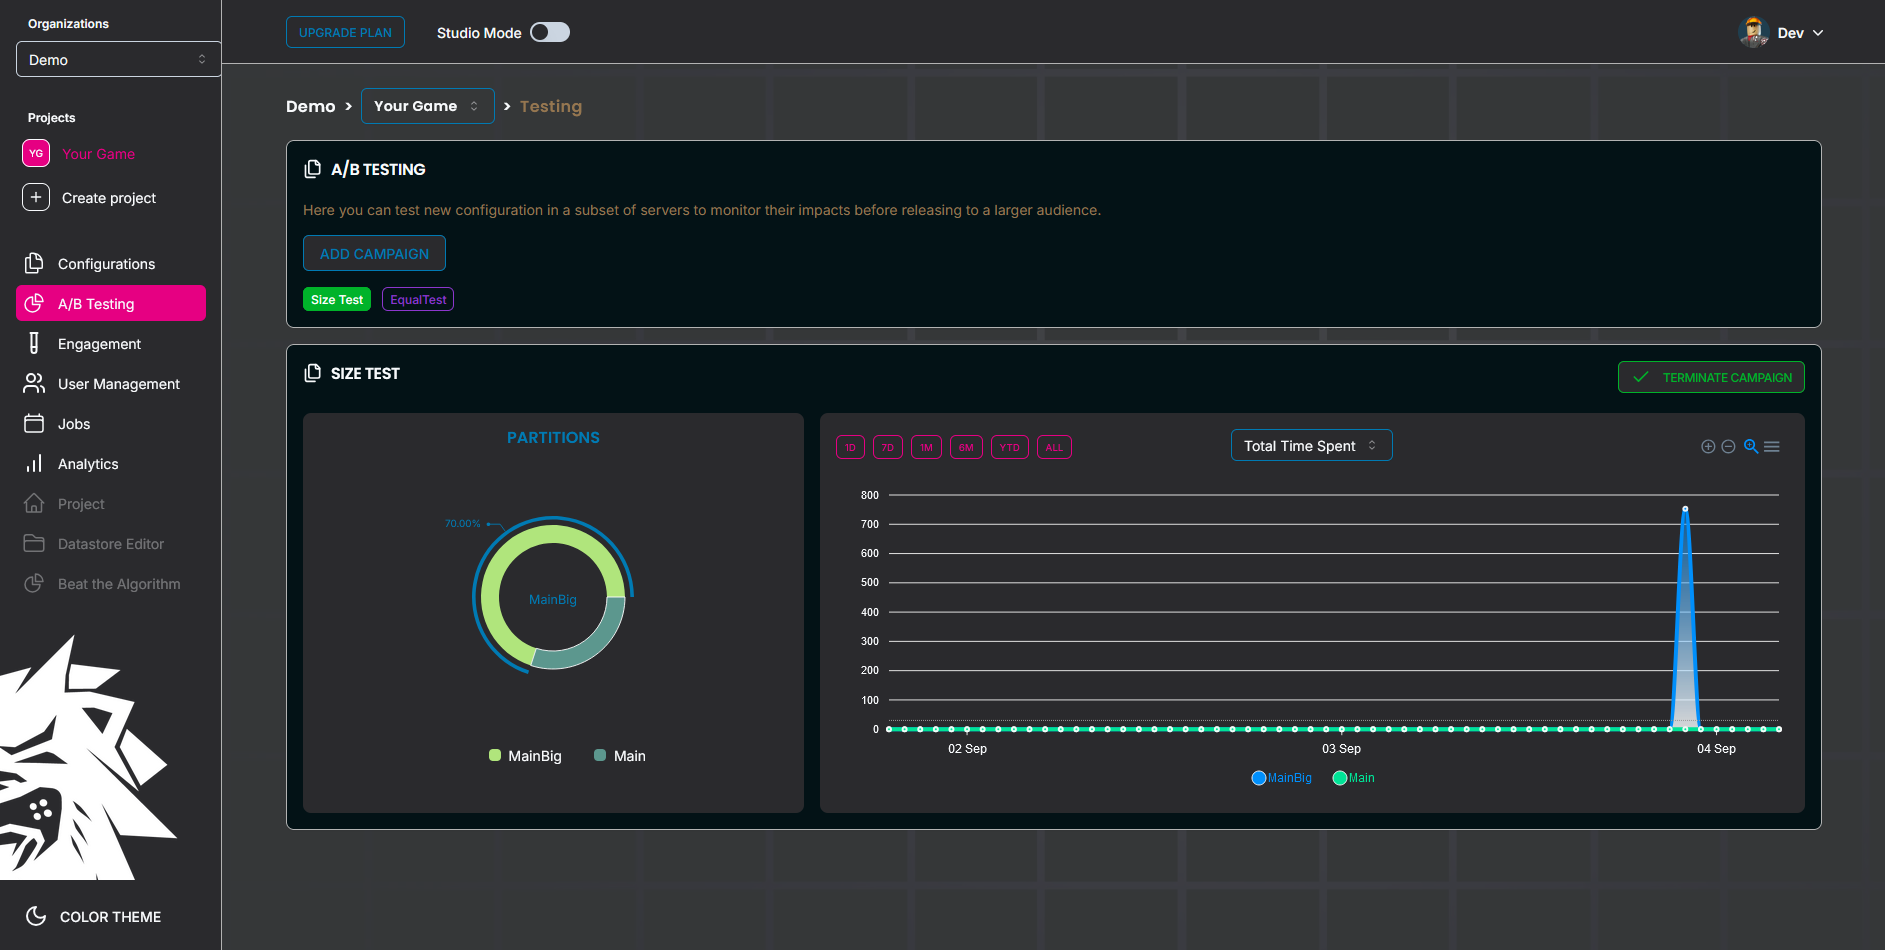 Organizations
Demo
Projects
YG Your Game
Create project
Configurations
A/B Testing
Engagement
User Management
Jobs
Analytics
Project
Datastore Editor
Beat the Algorithm
COLOR THEME
UPGRADE PLAN Studio Mode
Dev
Demo > Your Game > Testing
A/B TESTING
Here you can test new configuration in a subset of servers to monitor their impacts before releasing to a larger audience.
ADD CAMPAIGN
Size Test EqualTest
SIZE TEST
TERMINATE CAMPAIGN
PARTITIONS
70.00%
MainBig
MainBig Main
1D 7D 1M 6M YTD ALL
Total Time Spent
800
700
600
500
400
300
200
100
0
02 Sep 03 Sep 04 Sep
MainBig Main